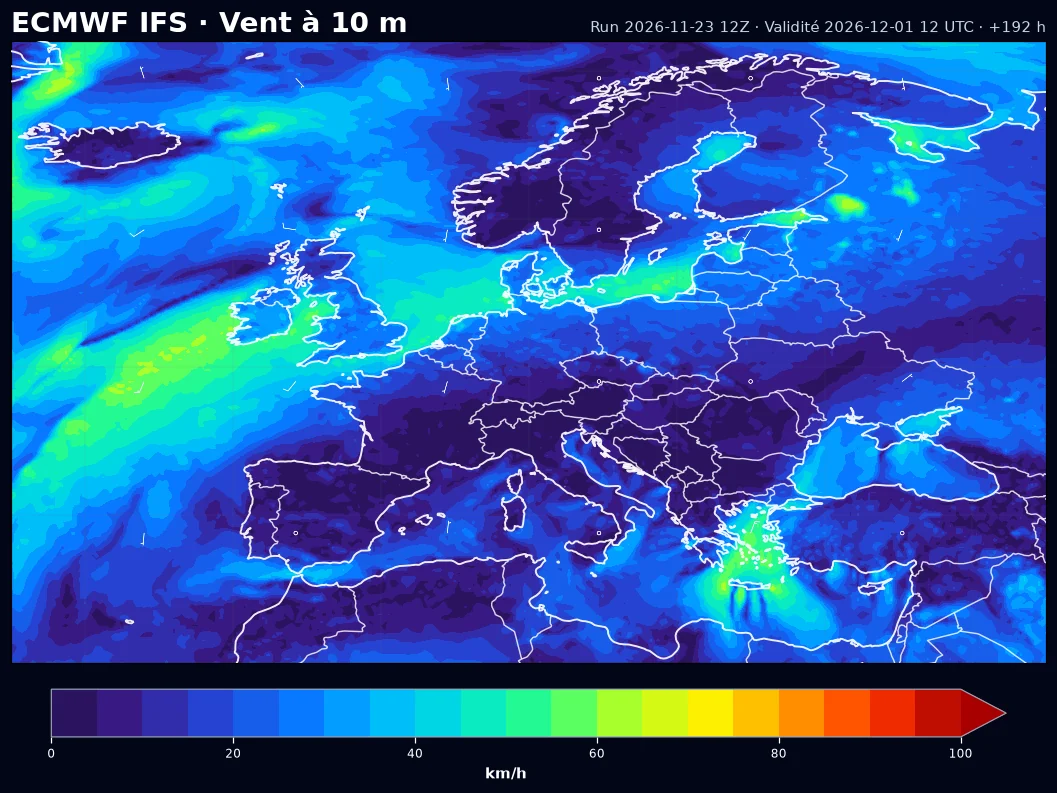 ECMWF IFS · Vent à 10 m
Run 2026-11-23 12Z · Validité 2026-12-01 12 UTC · +192 h
0 20 40 60 80 100
km/h